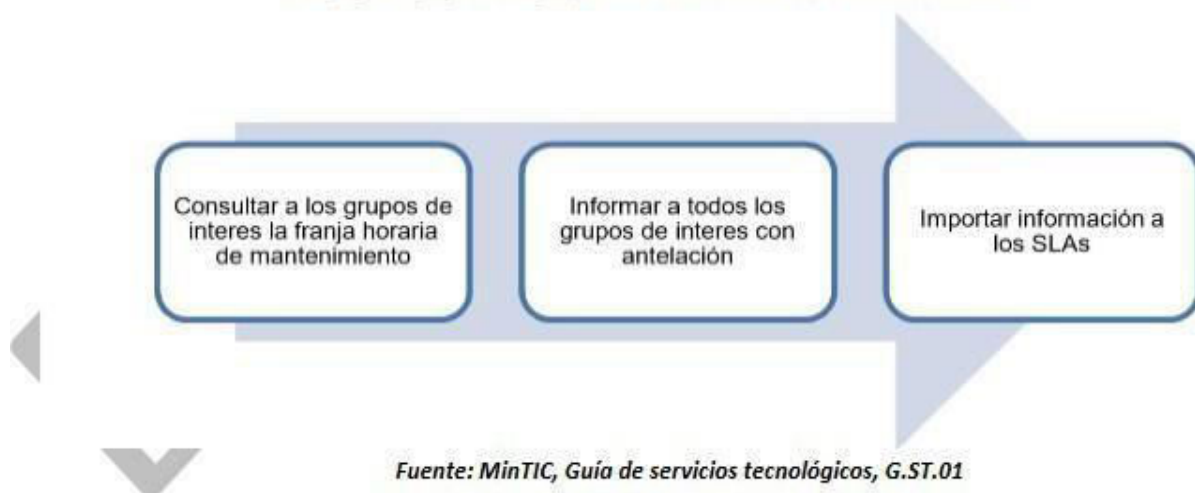 Consultar a los grupos de
interes la franja horaria
de mantenimiento
Informar a todos los
grupos de interes con
antelación
Importar información a
los SLAs
Fuente: MinTIC, Guía de servicios tecnológicos, G.ST.01